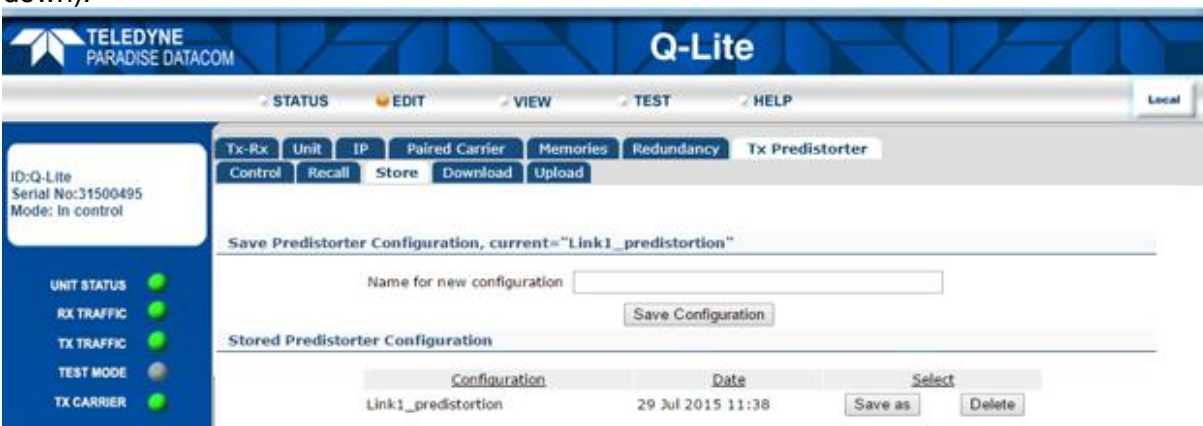 down).
TELEDYNE
PARADISE DATACOM
Q-Lite
STATUS EDIT VIEW TEST HELP
Local
Tx-Rx Unit IP Paired Carrier Memories Redundancy Tx Predistorter
Control Recall Store Download Upload
ID:Q-Lite
Serial No:31500495
Mode: In control
Save Predistorter Configuration, current="Link1_predistortion"
Name for new configuration
Save Configuration
UNIT STATUS
RX TRAFFIC
TX TRAFFIC
TEST MODE
TX CARRIER
Stored Predistorter Configuration
Configuration Date Select
Link1_predistortion 29 Jul 2015 11:38 Save as Delete